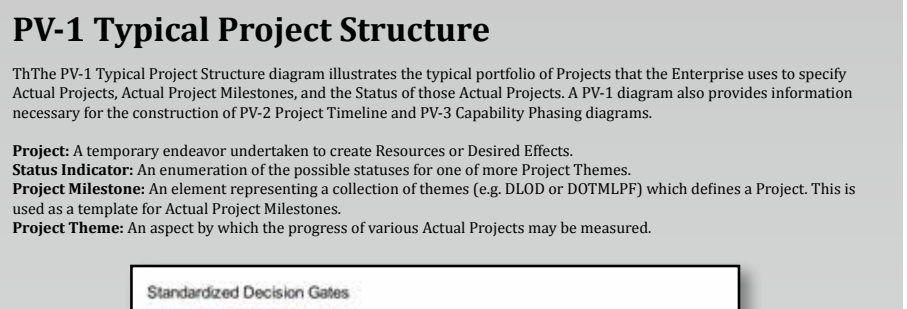 PV-1 Typical Project Structure
ThThe PV-1 Typical Project Structure diagram illustrates the typical portfolio of Projects that the Enterprise uses to specify
Actual Projects, Actual Project Milestones, and the Status of those Actual Projects. A PV-1 diagram also provides information
necessary for the construction of PV-2 Project Timeline and PV-3 Capability Phasing diagrams.
Project: A temporary endeavor undertaken to create Resources or Desired Effects.
Status Indicator: An enumeration of the possible statuses for one of more Project Themes.
Project Milestone: An element representing a collection of themes (e.g. DLOD or DOTMLPF) which defines a Project. This is
used as a template for Actual Project Milestones.
Project Theme: An aspect by which the progress of various Actual Projects may be measured.
Standardized Decision Gates